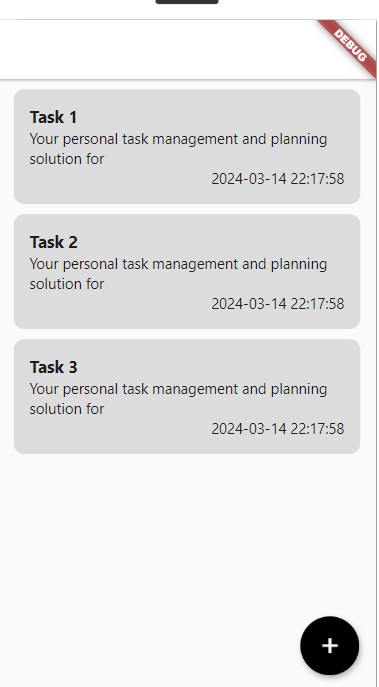 DEBUG
Task 1
Your personal task management and planning
solution for
2024-03-14 22:17:58
Task 2
Your personal task management and planning
solution for
2024-03-14 22:17:58
Task 3
Your personal task management and planning
solution for
2024-03-14 22:17:58
+